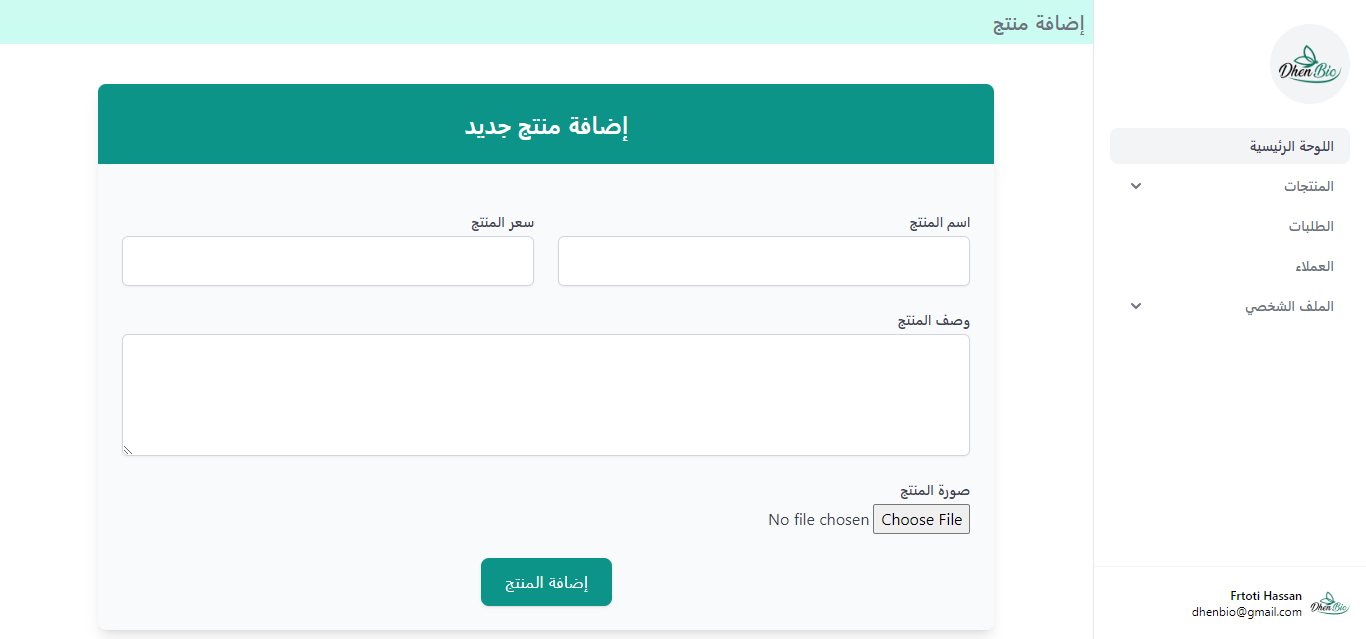 إضافة منتج
Dhen Bio
اللوحة الرئيسية
المنتجات
الطلبات
العملاء
الملف الشخصي
إضافة منتج جديد
اسم المنتج
سعر المنتج
وصف المنتج
صورة المنتج
Choose File No file chosen
إضافة المنتج
Frtoti Hassan
dhenbio@gmail.com
Dhen Bio